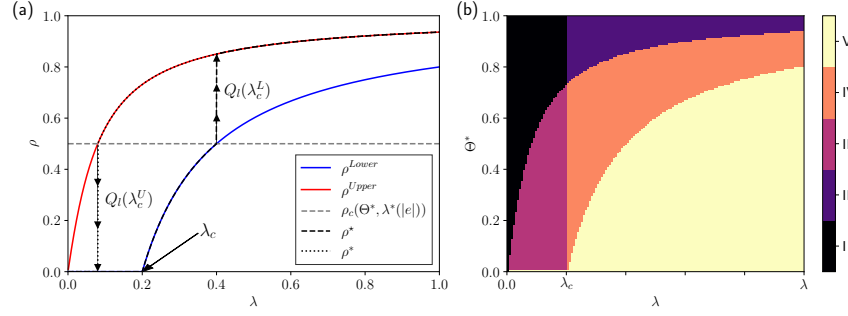 (a)
1.0
0.8
0.6
0.4
0.2
0.0
ρ
Q_l(λ_c^L)
Q_l(λ_c^U)
λ_c
ρ^{Lower}
ρ^{Upper}
ρ_c(Θ*, λ*(|e|))
ρ^⋆
ρ^*
0.0 0.2 0.4 0.6 0.8 1.0
λ
(b)
1.0
0.8
0.6
0.4
0.2
0.0
Θ*
0.0 λ_c λ
λ
V
I